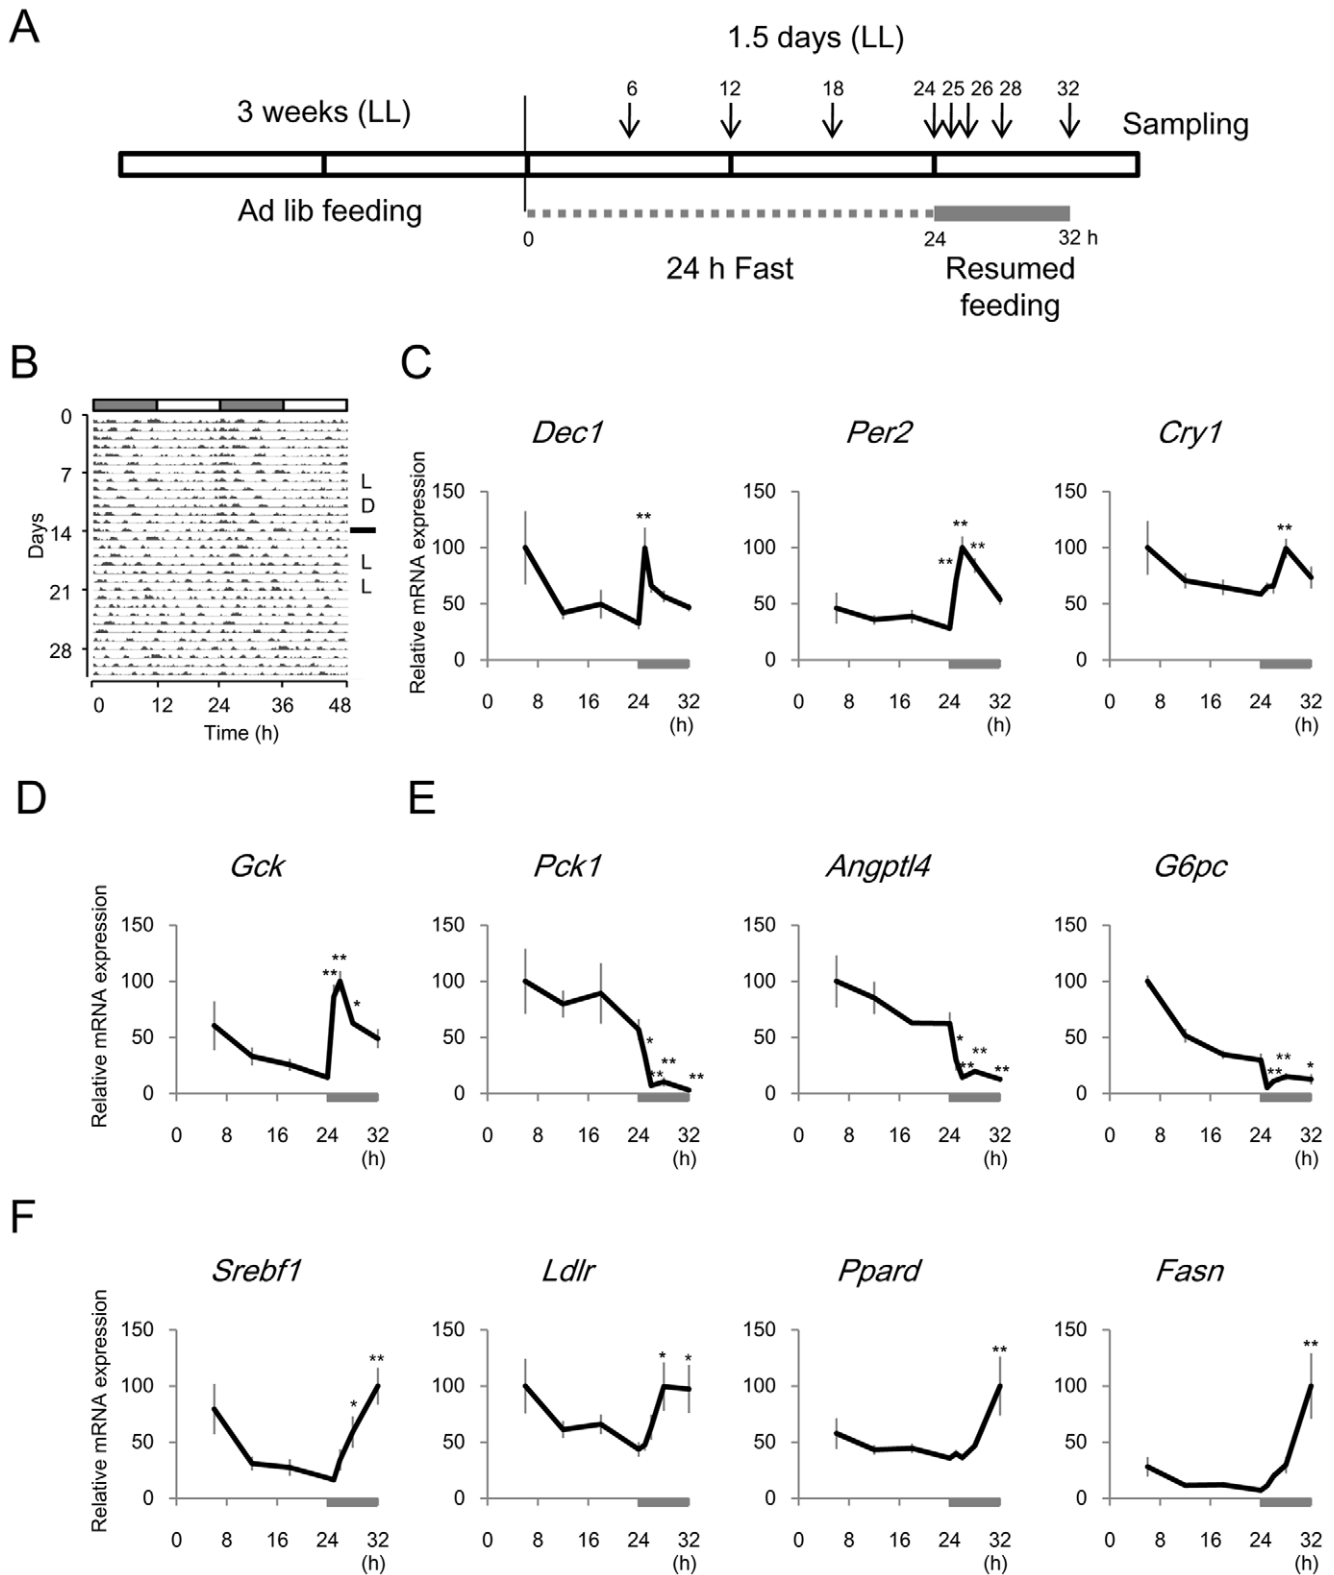 A
1.5 days (LL)
3 weeks (LL)
6 12 18 24 25 26 28 32
Sampling
Ad lib feeding
0 24 32 h
24 h Fast
Resumed
feeding
B
0
7
14
21
28
Days
L
D
L
L
0 12 24 36 48
Time (h)
C
Dec1 Per2 Cry1
Relative mRNA expression
150 150 150
** ** ** ** **
100 100 100
50 50 50
0 0 0
0 8 16 24 32 0 8 16 24 32 0 8 16 24 32
(h) (h) (h)
D
Gck
Relative mRNA expression
150
** ** *
100
50
0
0 8 16 24 32
(h)
E
Pck1 Angptl4 G6pc
150 150 150
100 100 100
50 50 50
* ** ** ** * ** ** ** ** ** *
0 0 0
0 8 16 24 32 0 8 16 24 32 0 8 16 24 32
(h) (h) (h)
F
Srebf1 Ldlr Ppard Fasn
Relative mRNA expression
150 150 150 150
* ** * * ** **
100 100 100 100
50 50 50 50
0 0 0 0
0 8 16 24 32 0 8 16 24 32 0 8 16 24 32 0 8 16 24 32
(h) (h) (h) (h)